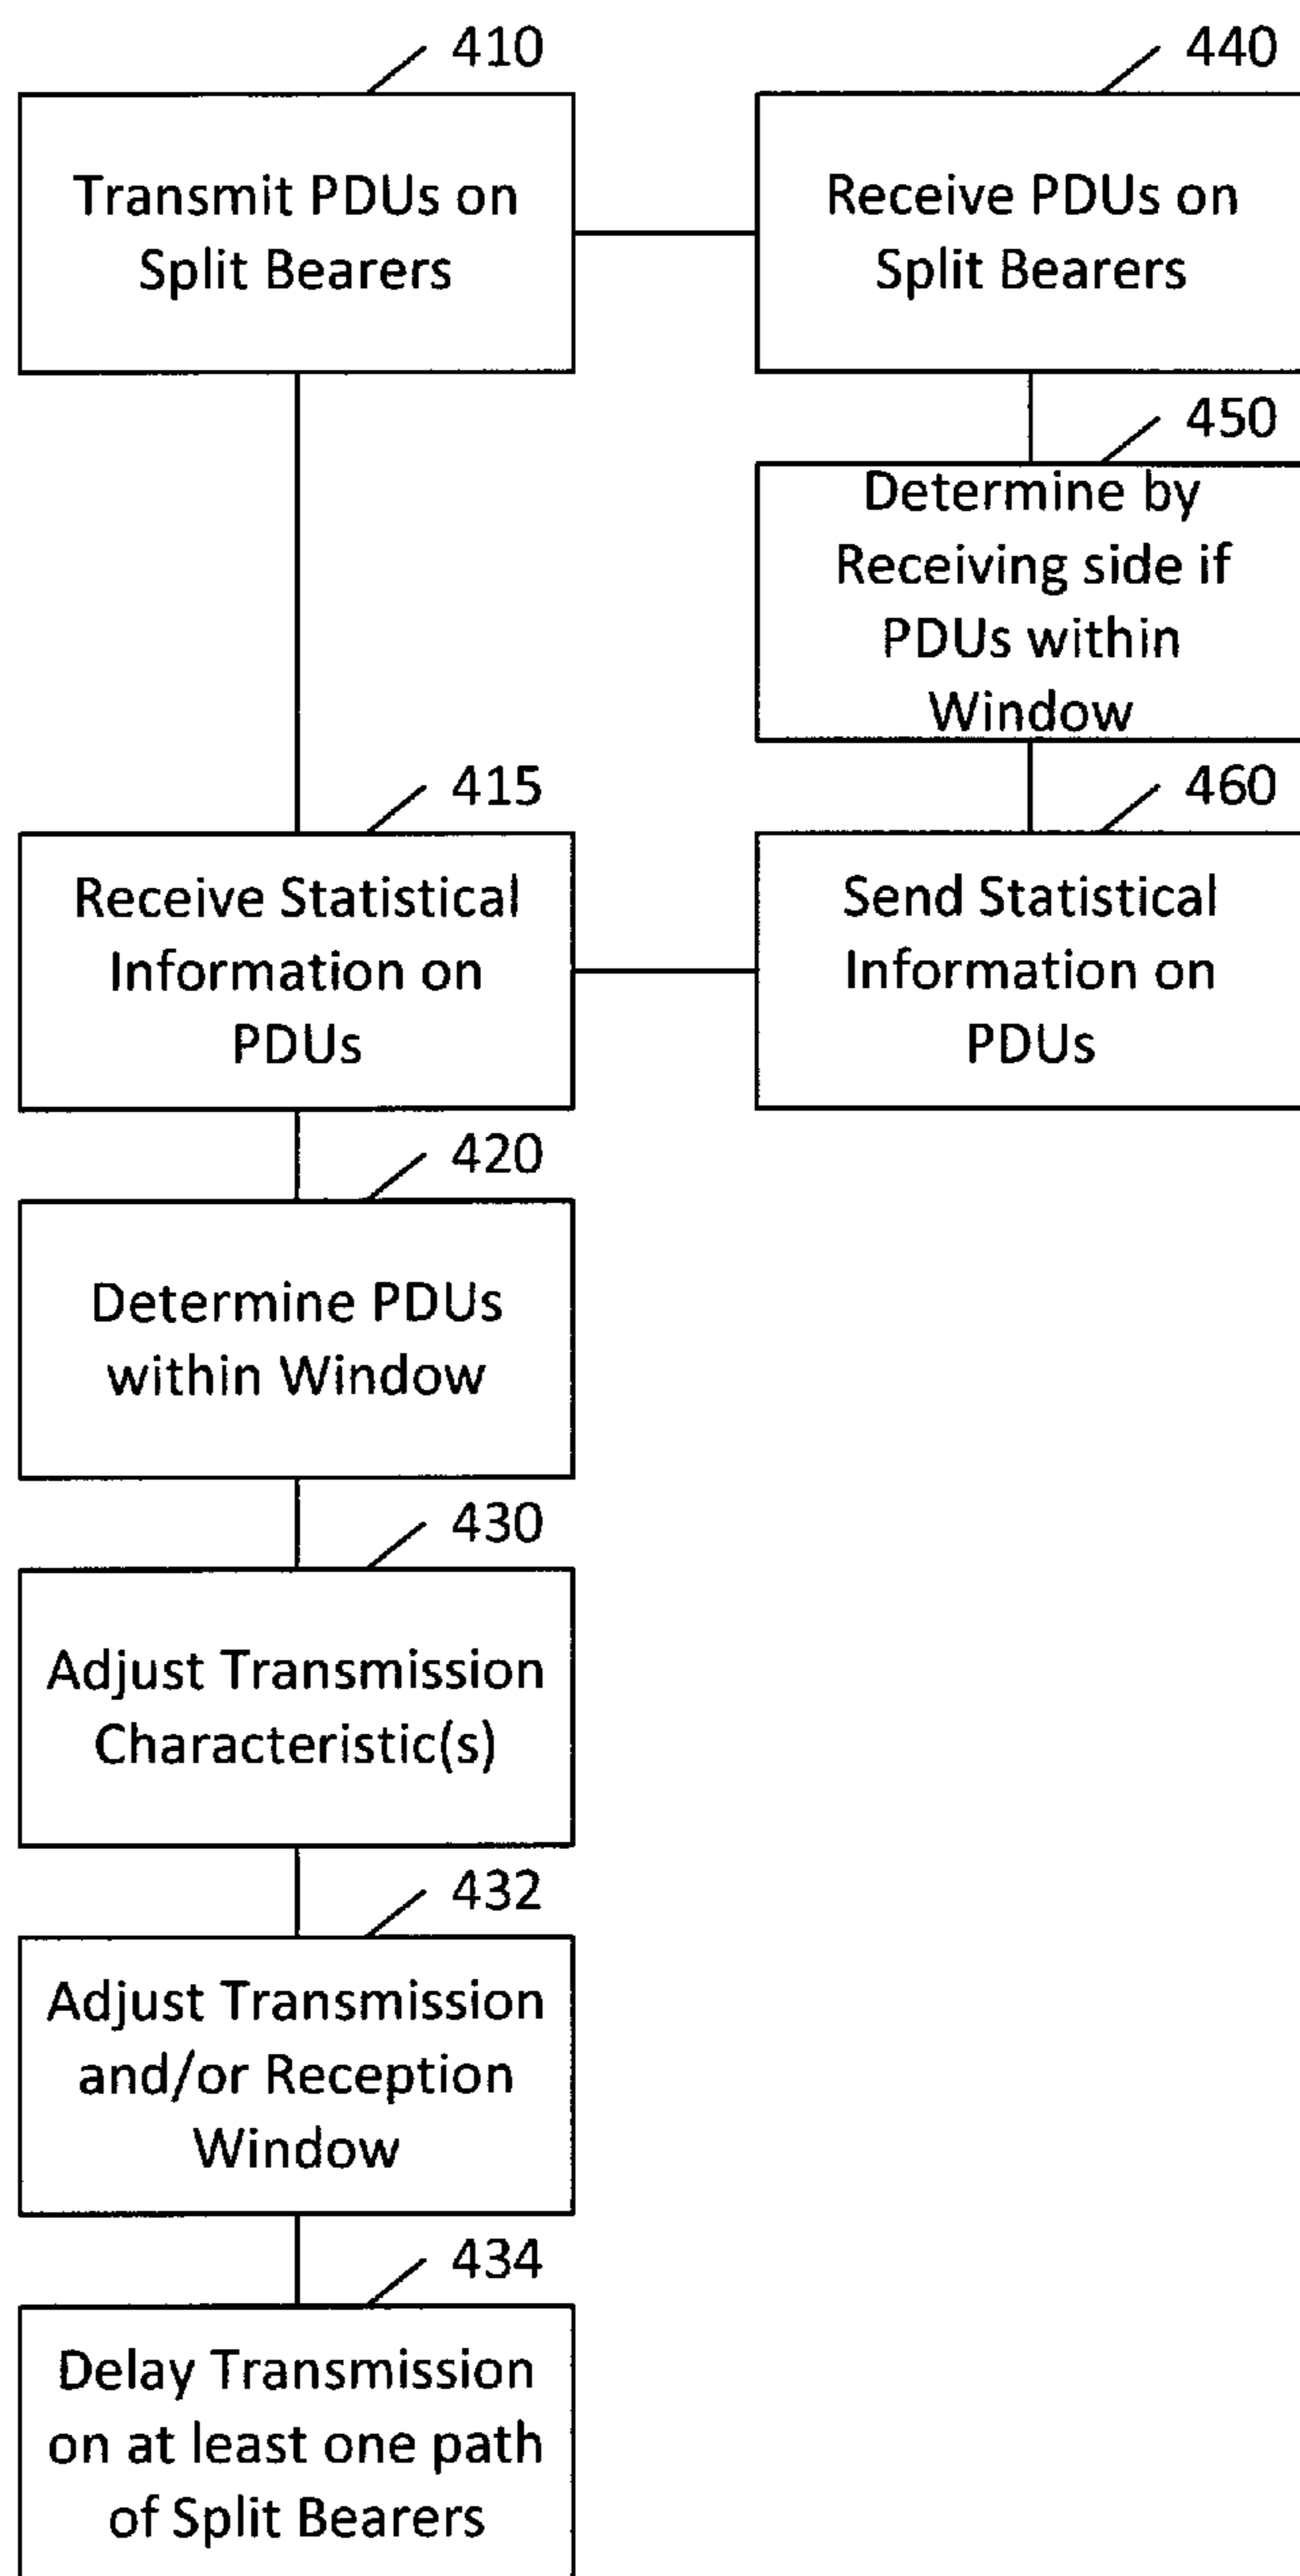 410
Transmit PDUs on
Split Bearers
440
Receive PDUs on
Split Bearers
450
Determine by
Receiving side if
PDUs within
Window
415
Receive Statistical
Information on
PDUs
460
Send Statistical
Information on
PDUs
420
Determine PDUs
within Window
430
Adjust Transmission
Characteristic(s)
432
Adjust Transmission
and/or Reception
Window
434
Delay Transmission
on at least one path
of Split Bearers